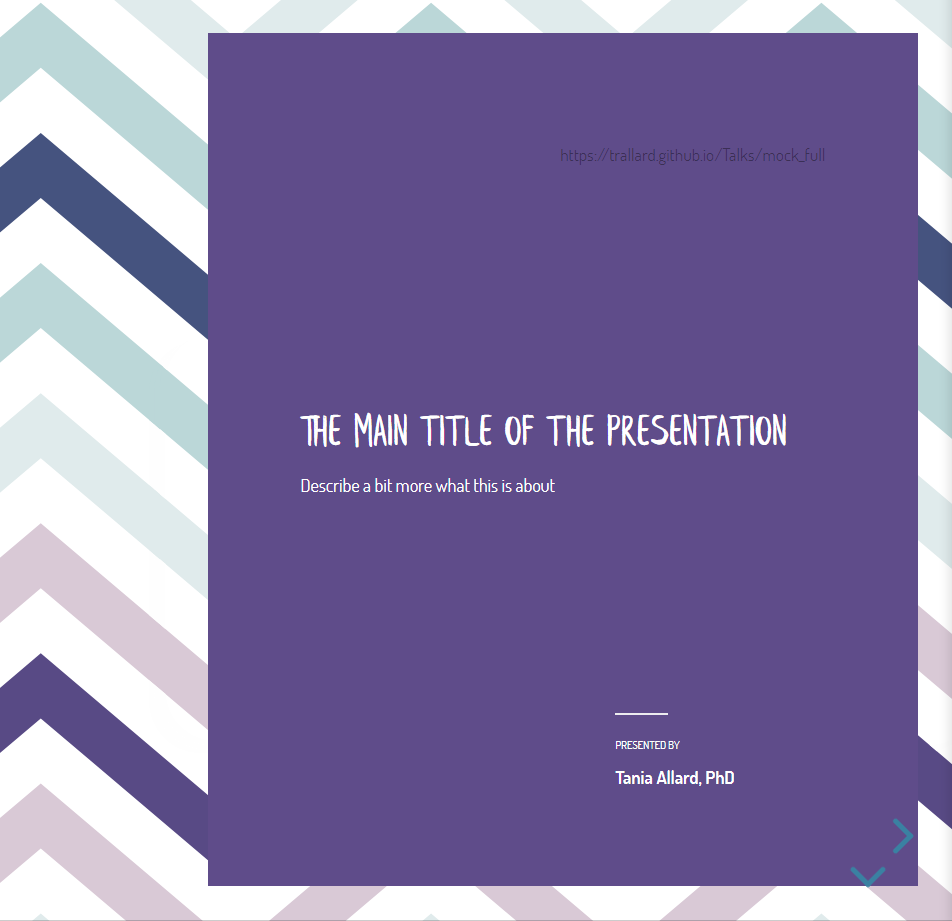 https://trallard.github.io/Talks/mock_full
THE MAIN TITLE OF THE PRESENTATION
Describe a bit more what this is about
PRESENTED BY
Tania Allard, PhD